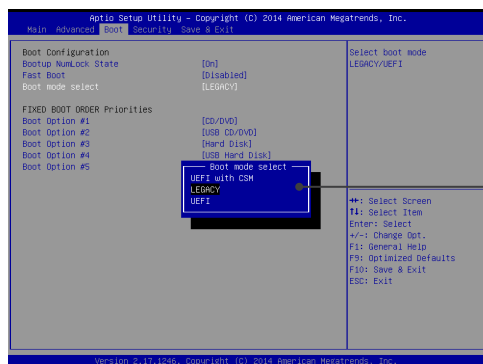 Aptio Setup Utility – Copyright (C) 2014 American Megatrends, Inc.
Main Advanced Boot Security Save & Exit
Boot Configuration
Bootup NumLock State [On]
Fast Boot [Disabled]
Boot mode select [LEGACY]
FIXED BOOT ORDER Priorities
Boot Option #1 [CD/DVD]
Boot Option #2 [USB CD/DVD]
Boot Option #3 [Hard Disk]
Boot Option #4 [USB Hard Disk]
Boot Option #5
Boot mode select
UEFI with CSM
LEGACY
UEFI
Select boot mode
LEGACY/UEFI
→←: Select Screen
↑↓: Select Item
Enter: Select
+/-: Change Opt.
F1: General Help
F9: Optimized Defaults
F10: Save & Exit
ESC: Exit
Version 2.17.1246. Copyright (C) 2014 American Megatrends, Inc.